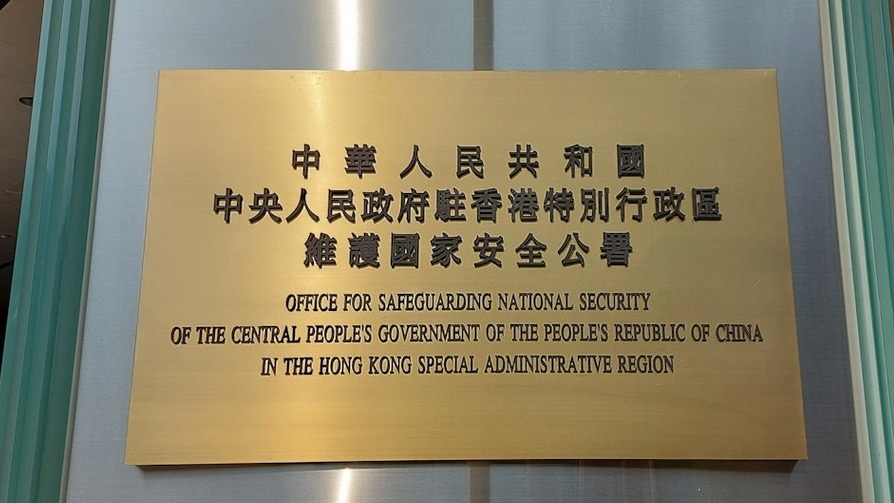 中華人民共和國
中央人民政府駐香港特別行政區
維護國家安全公署
OFFICE FOR SAFEGUARDING NATIONAL SECURITY
OF THE CENTRAL PEOPLE'S GOVERNMENT OF THE PEOPLE'S REPUBLIC OF CHINA
IN THE HONG KONG SPECIAL ADMINISTRATIVE REGION